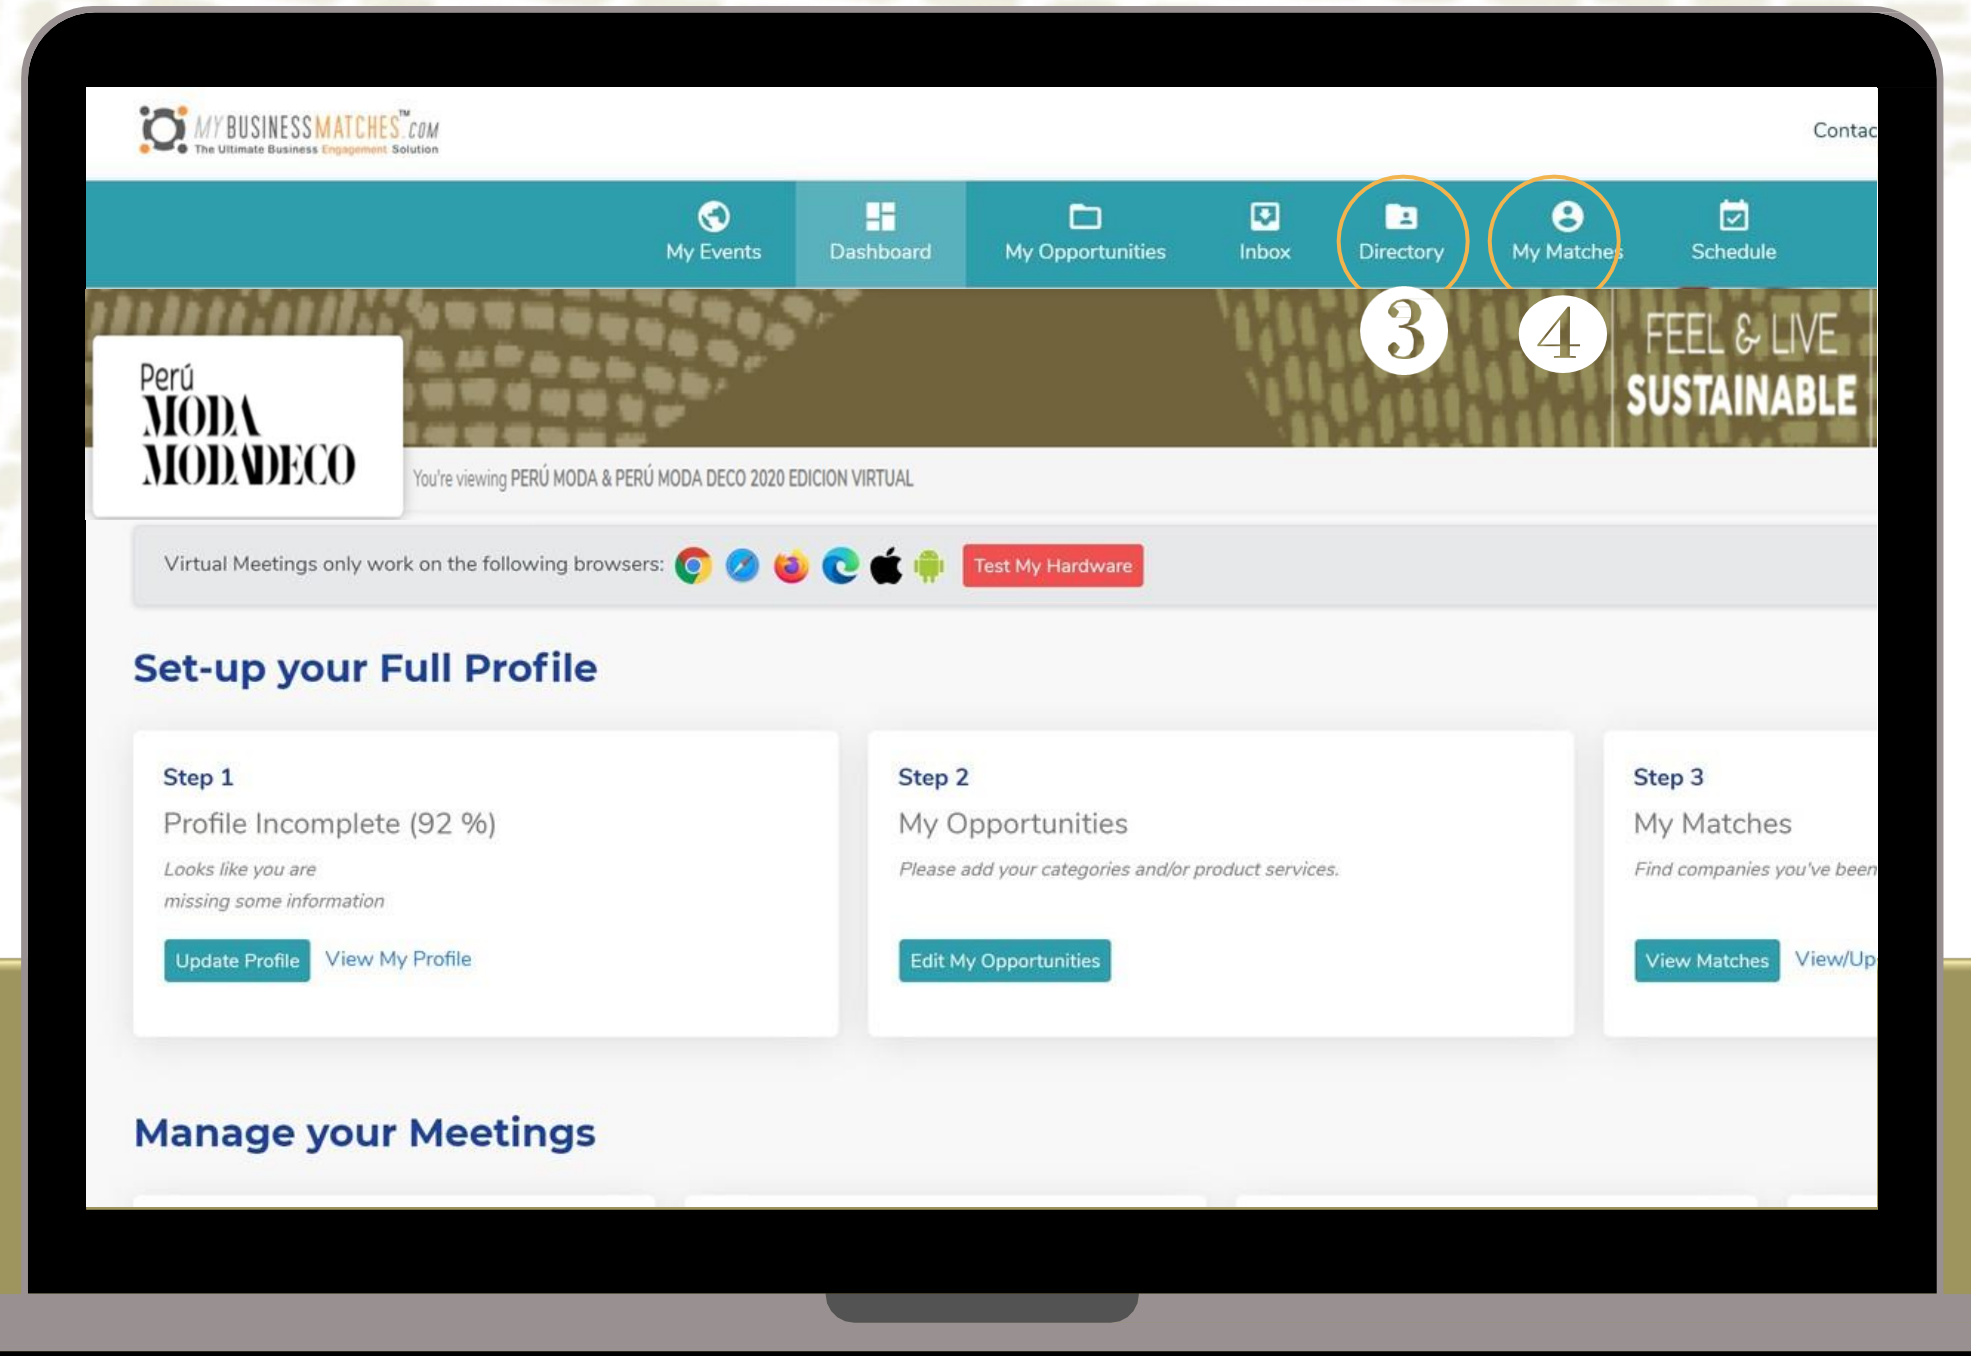 MYBUSINESSMATCHES.COM™
The Ultimate Business Engagement Solution
Contac
My Events
Dashboard
My Opportunities
Inbox
Directory
My Matches
Schedule
3
4
FEEL & LIVE
SUSTAINABLE
Perú
MODA
MODADECO
You're viewing PERÚ MODA & PERÚ MODA DECO 2020 EDICION VIRTUAL
Virtual Meetings only work on the following browsers:
Test My Hardware
Set-up your Full Profile
Step 1
Profile Incomplete (92 %)
Looks like you are
missing some information
Update Profile
View My Profile
Step 2
My Opportunities
Please add your categories and/or product services.
Edit My Opportunities
Step 3
My Matches
Find companies you've been
View Matches
View/Up
Manage your Meetings